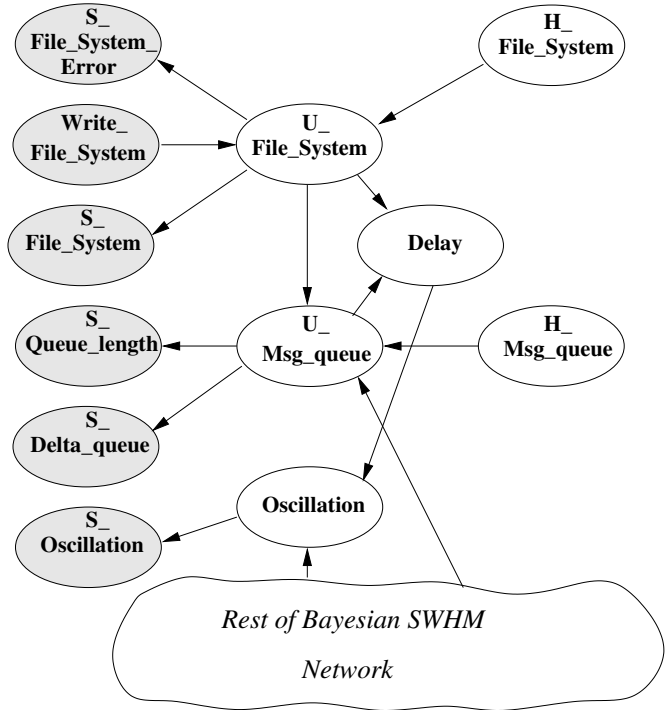 S_
File_System_
Error
H_
File_System
Write_
File_System
U_
File_System
S_
File_System
Delay
S_
Queue_length
U_
Msg_queue
H_
Msg_queue
S_
Delta_queue
Oscillation
S_
Oscillation
Rest of Bayesian SWHM
Network